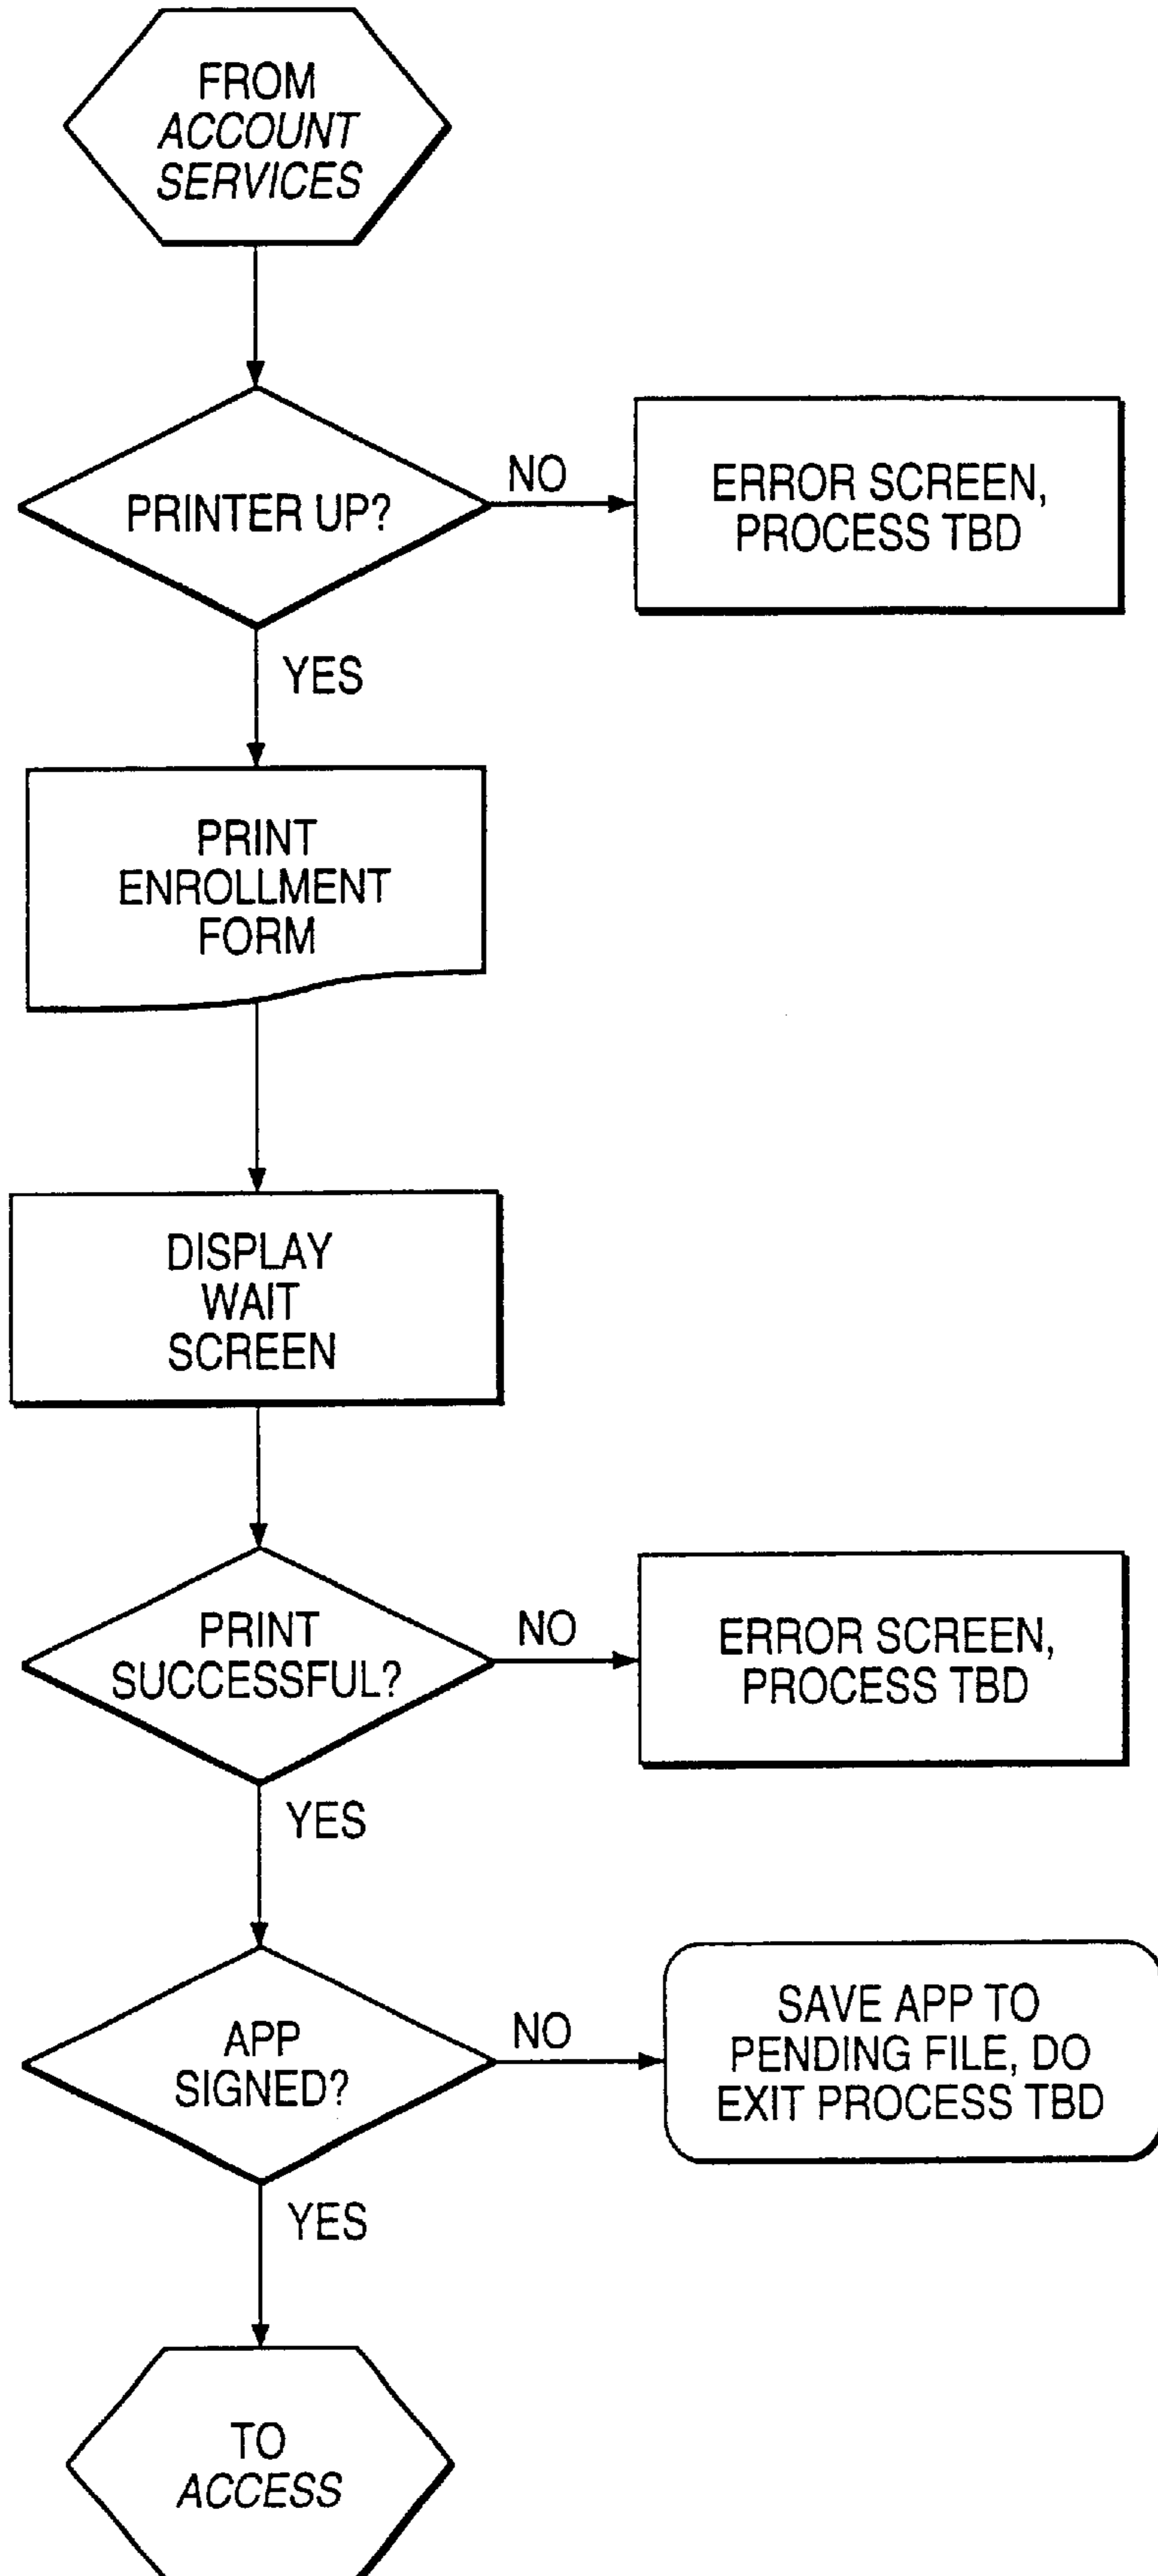 FROM
ACCOUNT
SERVICES
PRINTER UP?
NO
ERROR SCREEN,
PROCESS TBD
YES
PRINT
ENROLLMENT
FORM
DISPLAY
WAIT
SCREEN
PRINT
SUCCESSFUL?
NO
ERROR SCREEN,
PROCESS TBD
YES
APP
SIGNED?
NO
SAVE APP TO
PENDING FILE, DO
EXIT PROCESS TBD
YES
TO
ACCESS